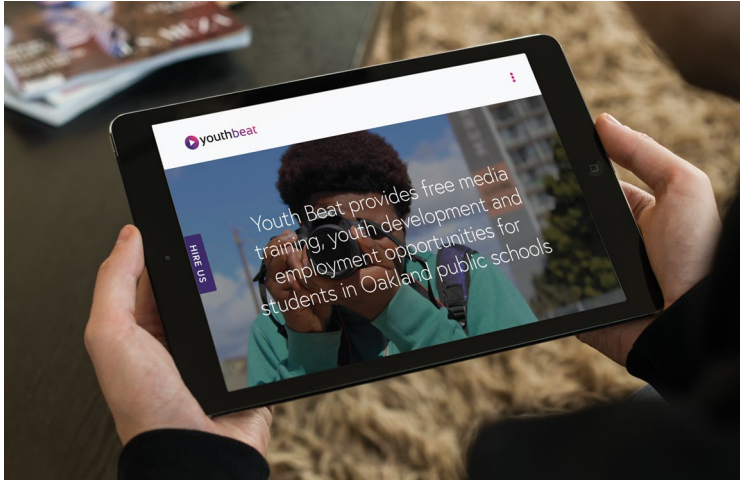 youthbeat
HIRE US
Youth Beat provides free media
training, youth development and
employment opportunities for
students in Oakland public schools